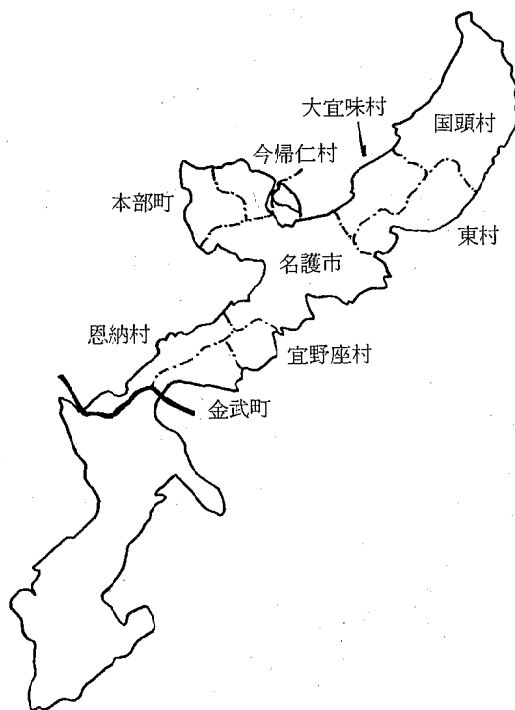 大宜味村
国頭村
今帰仁村
本部町
東村
名護市
恩納村
宜野座村
金武町